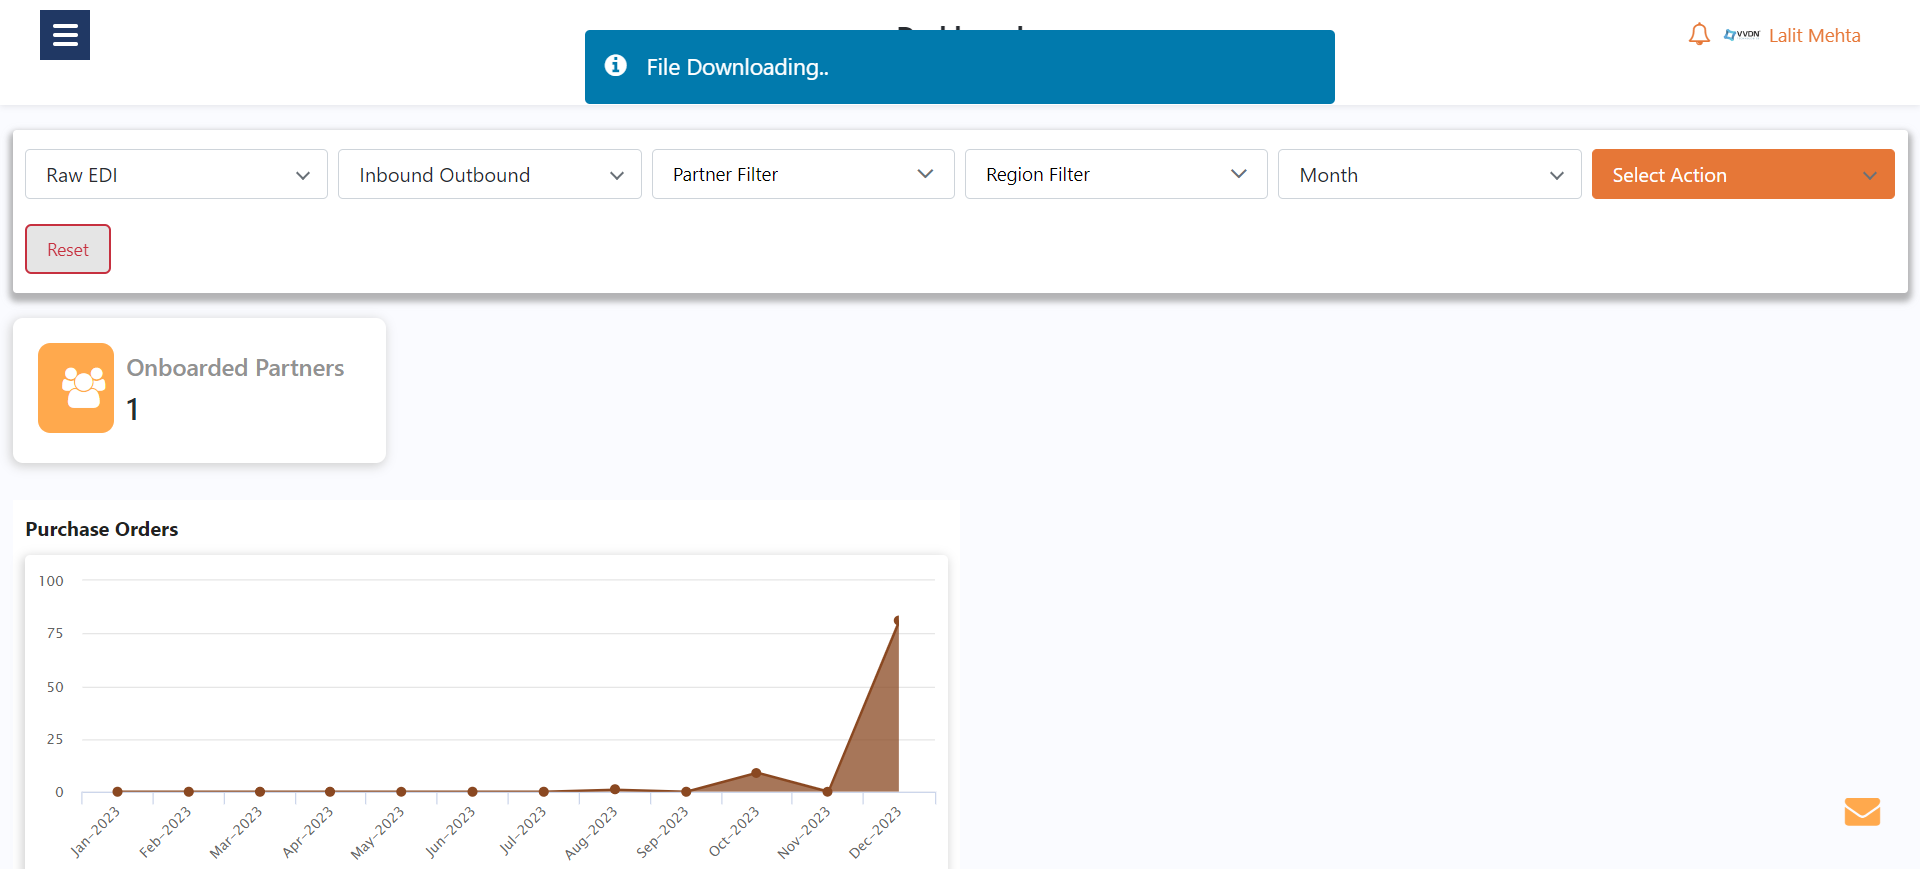 File Downloading..
VVDN
Lalit Mehta
Raw EDI
Inbound Outbound
Partner Filter
Region Filter
Month
Select Action
Reset
Onboarded Partners
1
Purchase Orders
100
75
50
25
0
Jan-2023
Feb-2023
Mar-2023
Apr-2023
May-2023
Jun-2023
Jul-2023
Aug-2023
Sep-2023
Oct-2023
Nov-2023
Dec-2023